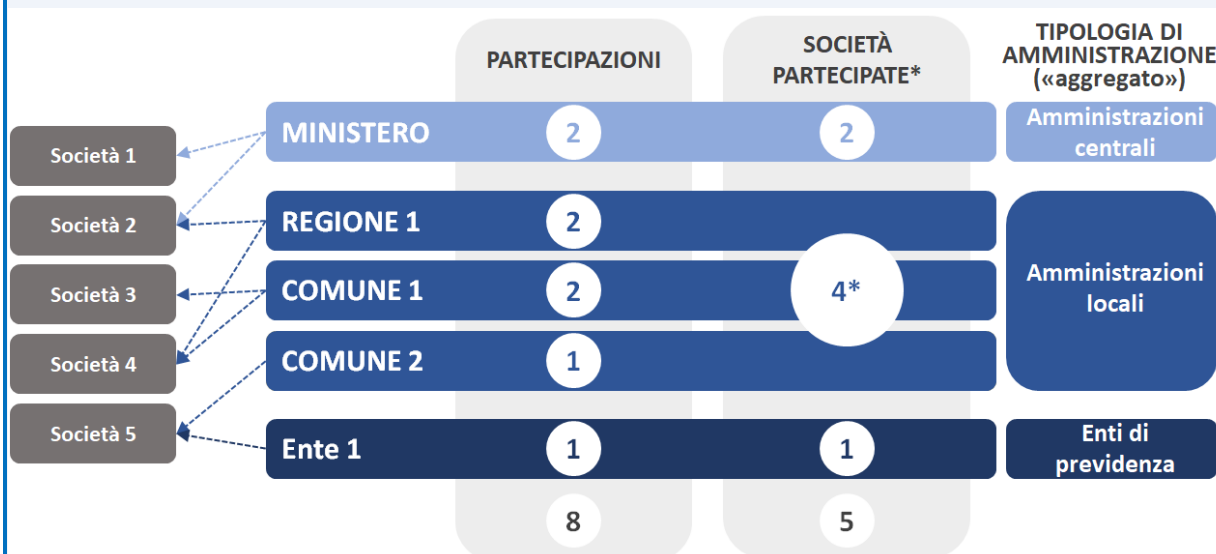 PARTECIPAZIONI
SOCIETÀ
PARTECIPATE*
TIPOLOGIA DI
AMMINISTRAZIONE
(«aggregato»)
Società 1
Società 2
Società 3
Società 4
Società 5
MINISTERO
2
2
Amministrazioni
centrali
REGIONE 1
2
COMUNE 1
2
4*
Amministrazioni
locali
COMUNE 2
1
Ente 1
1
1
Enti di
previdenza
8
5